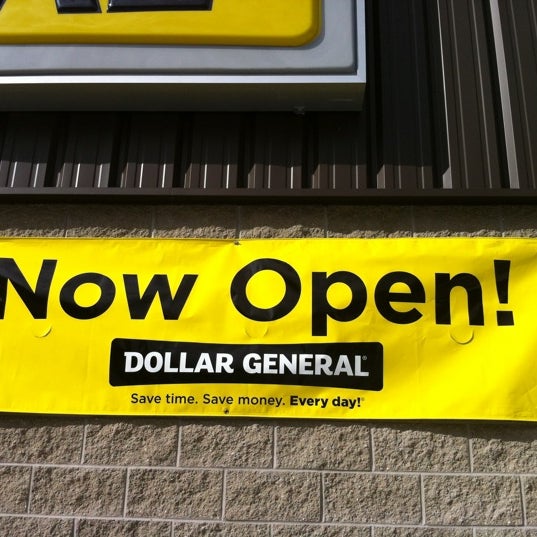 Now Open!
DOLLAR GENERAL®
Save time. Save money. Every day!®